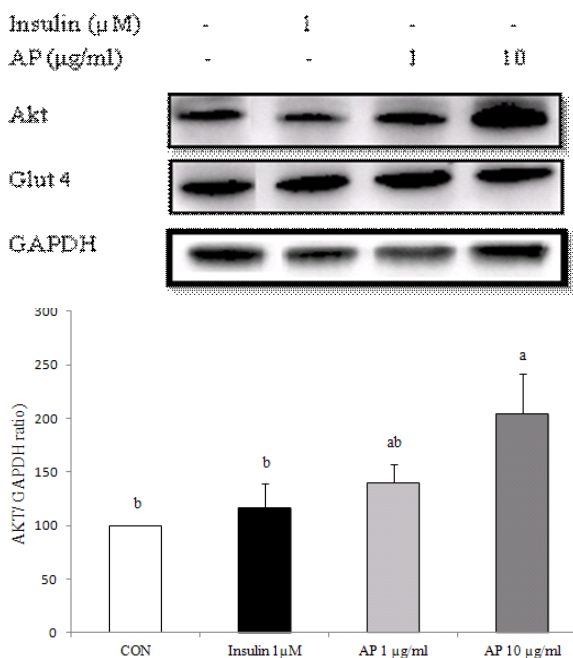 Insulin (µM) - 1 - -
AP (µg/ml) - - 1 10
Akt
Glut 4
GAPDH
300
250
200
150
100
50
0
AKT/ GAPDH ratio)
b
b
ab
a
CON Insulin 1µM AP 1 µg/ml AP 10 µg/ml